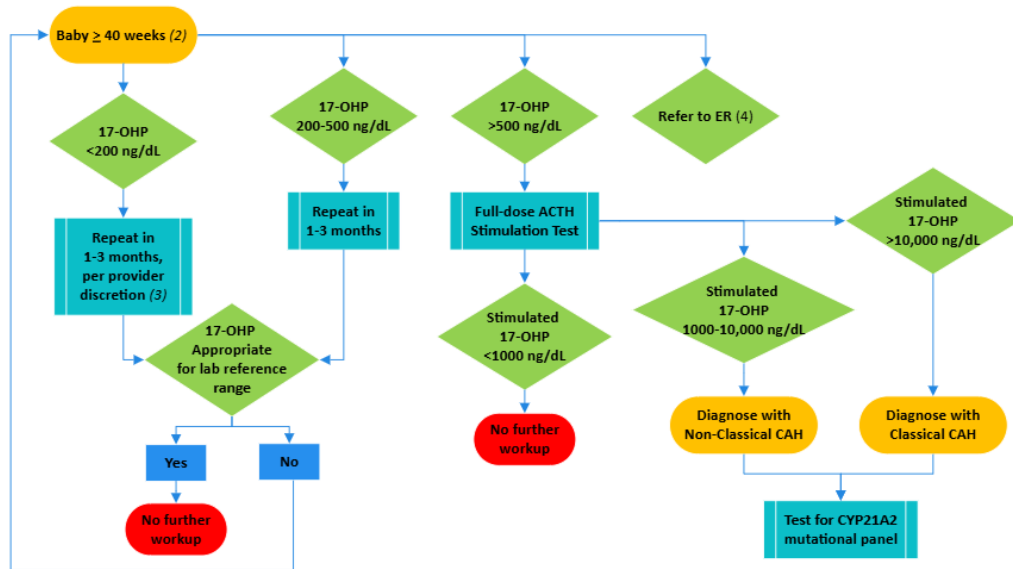 Baby ≥ 40 weeks (2)
17-OHP
<200 ng/dL
17-OHP
200-500 ng/dL
17-OHP
>500 ng/dL
Refer to ER (4)
Repeat in
1-3 months,
per provider
discretion (3)
Repeat in
1-3 months
Full-dose ACTH
Stimulation Test
Stimulated
17-OHP
>10,000 ng/dL
17-OHP
Appropriate
for lab reference
range
Stimulated
17-OHP
<1000 ng/dL
Stimulated
17-OHP
1000-10,000 ng/dL
Yes
No
No further
workup
No further
workup
Diagnose with
Non-Classical CAH
Diagnose with
Classical CAH
Test for CYP21A2
mutational panel